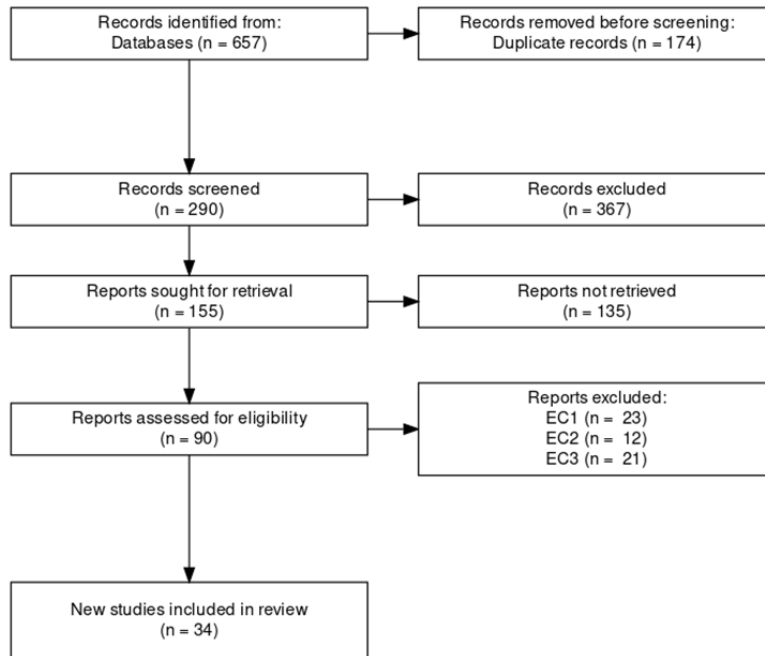 Records identified from:
Databases (n = 657)
Records removed before screening:
Duplicate records (n = 174)
Records screened
(n = 290)
Records excluded
(n = 367)
Reports sought for retrieval
(n = 155)
Reports not retrieved
(n = 135)
Reports assessed for eligibility
(n = 90)
Reports excluded:
EC1 (n = 23)
EC2 (n = 12)
EC3 (n = 21)
New studies included in review
(n = 34)